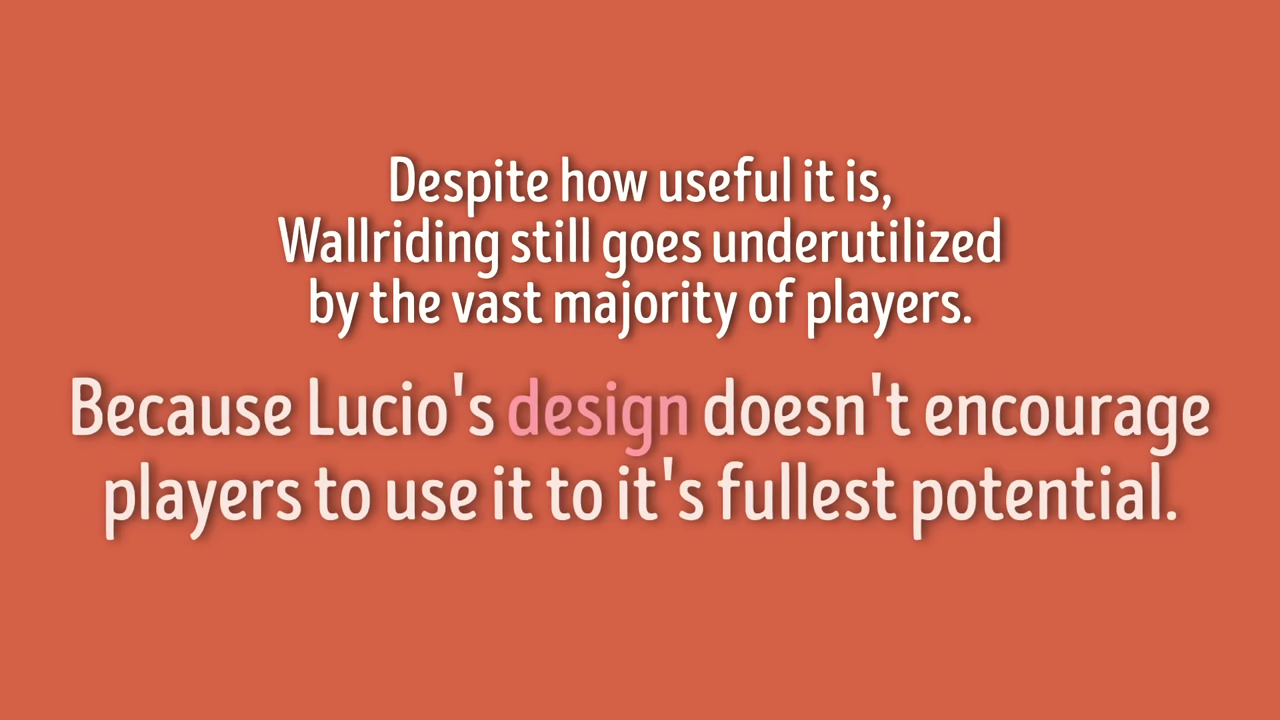 Despite how useful it is,
Wallriding still goes underutilized
by the vast majority of players.
Because Lucio's design doesn't encourage
players to use it to it's fullest potential.